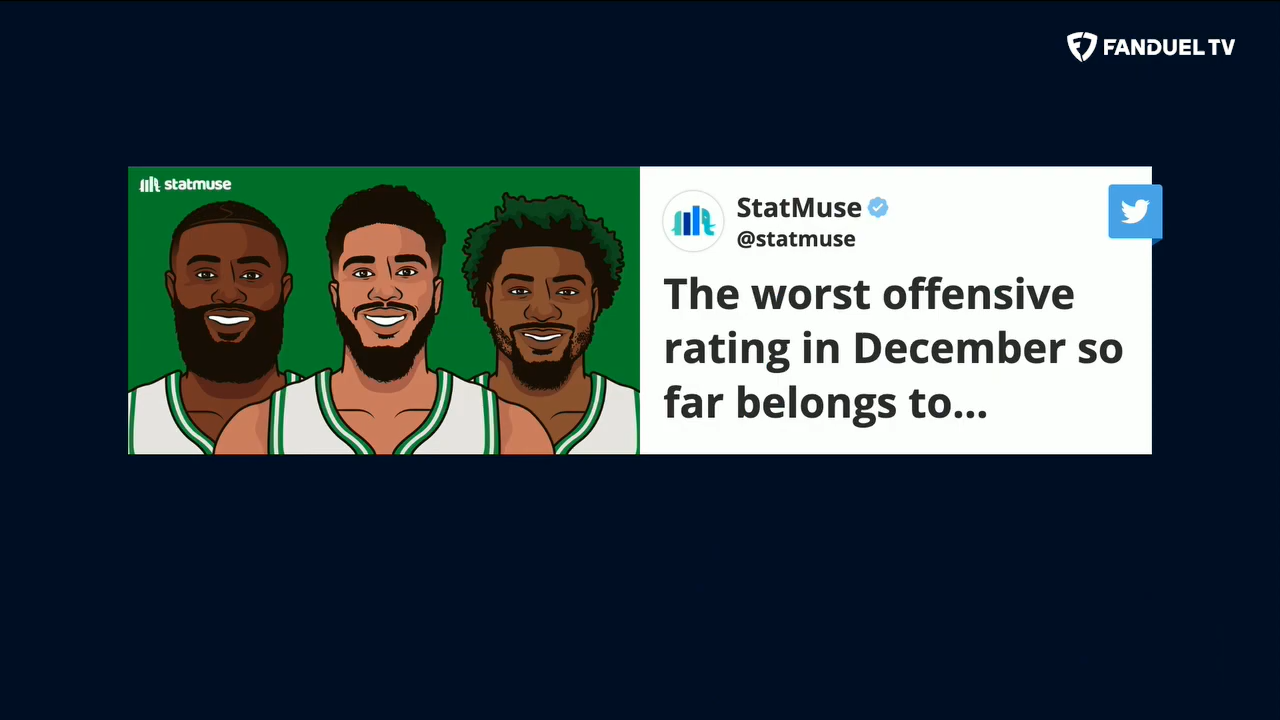 FANDUEL TV
statmuse
StatMuse
@statmuse
The worst offensive
rating in December so
far belongs to...